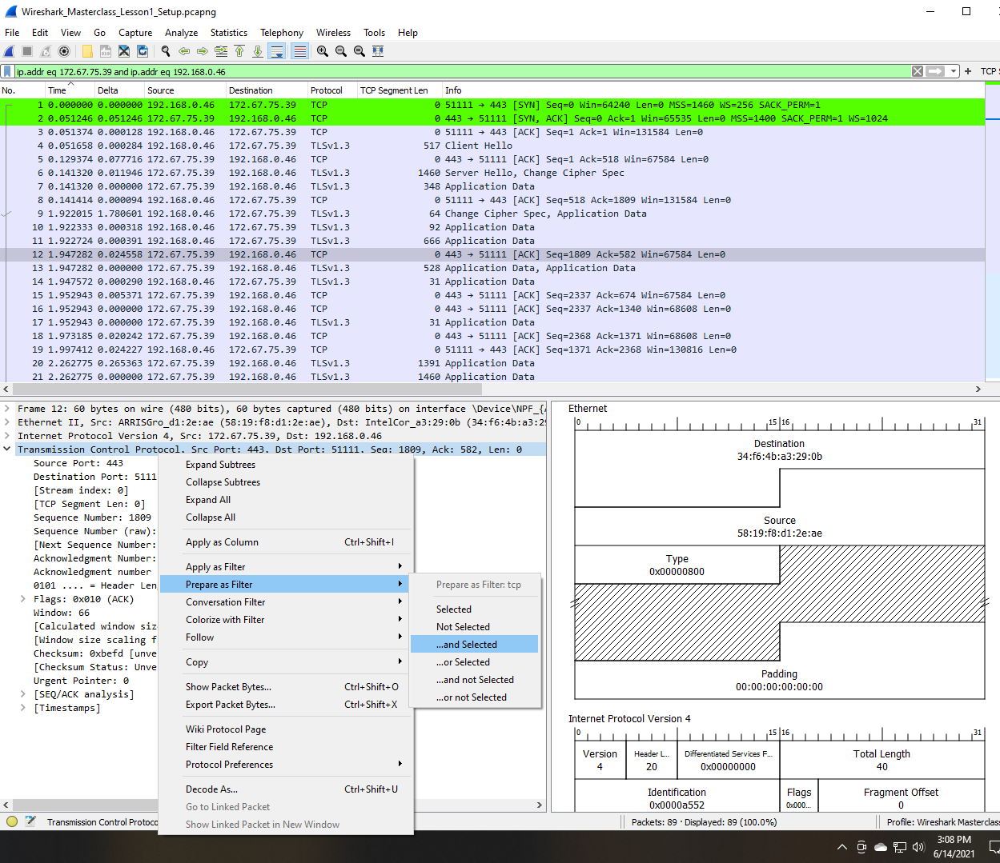 Wireshark_Masterclass_Lesson1_Setup.pcapng
File Edit View Go Capture Analyze Statistics Telephony Wireless Tools Help
ip.addr eq 172.67.75.39 and ip.addr eq 192.168.0.46
+ TCP
No. Time Delta Source Destination Protocol TCP Segment Len Info
1 0.000000 0.000000 192.168.0.46 172.67.75.39 TCP 0 51111 → 443 [SYN] Seq=0 Win=64240 Len=0 MSS=1460 WS=256 SACK_PERM=1
2 0.051246 0.051246 172.67.75.39 192.168.0.46 TCP 0 443 → 51111 [SYN, ACK] Seq=0 Ack=1 Win=65535 Len=0 MSS=1400 SACK_PERM=1 WS=1024
3 0.051374 0.000128 192.168.0.46 172.67.75.39 TCP 0 51111 → 443 [ACK] Seq=1 Ack=1 Win=131584 Len=0
4 0.051658 0.000284 192.168.0.46 172.67.75.39 TLSv1.3 517 Client Hello
5 0.129374 0.077716 172.67.75.39 192.168.0.46 TCP 0 443 → 51111 [ACK] Seq=1 Ack=518 Win=67584 Len=0
6 0.141320 0.011946 172.67.75.39 192.168.0.46 TLSv1.3 1460 Server Hello, Change Cipher Spec
7 0.141320 0.000000 172.67.75.39 192.168.0.46 TLSv1.3 348 Application Data
8 0.141414 0.000094 192.168.0.46 172.67.75.39 TCP 0 51111 → 443 [ACK] Seq=518 Ack=1809 Win=131584 Len=0
9 1.922015 1.780601 192.168.0.46 172.67.75.39 TLSv1.3 64 Change Cipher Spec, Application Data
10 1.922333 0.000318 192.168.0.46 172.67.75.39 TLSv1.3 92 Application Data
11 1.922724 0.000391 192.168.0.46 172.67.75.39 TLSv1.3 666 Application Data
12 1.947282 0.024558 172.67.75.39 192.168.0.46 TCP 0 443 → 51111 [ACK] Seq=1809 Ack=582 Win=67584 Len=0
13 1.947282 0.000000 172.67.75.39 192.168.0.46 TLSv1.3 528 Application Data, Application Data
14 1.947572 0.000290 192.168.0.46 172.67.75.39 TLSv1.3 31 Application Data
15 1.952943 0.005371 172.67.75.39 192.168.0.46 TCP 0 443 → 51111 [ACK] Seq=2337 Ack=674 Win=67584 Len=0
16 1.952943 0.000000 172.67.75.39 192.168.0.46 TCP 0 443 → 51111 [ACK] Seq=2337 Ack=1340 Win=68608 Len=0
17 1.952943 0.000000 172.67.75.39 192.168.0.46 TLSv1.3 31 Application Data
18 1.973185 0.020242 172.67.75.39 192.168.0.46 TCP 0 443 → 51111 [ACK] Seq=2368 Ack=1371 Win=68608 Len=0
19 1.997412 0.024227 192.168.0.46 172.67.75.39 TCP 0 51111 → 443 [ACK] Seq=1371 Ack=2368 Win=130816 Len=0
20 2.262775 0.265363 172.67.75.39 192.168.0.46 TLSv1.3 1391 Application Data
21 2.262775 0.000000 172.67.75.39 192.168.0.46 TLSv1.3 1460 Application Data
Frame 12: 60 bytes on wire (480 bits), 60 bytes captured (480 bits) on interface \Device\NPF_{
Ethernet II, Src: ARRISGro_d1:2e:ae (58:19:f8:d1:2e:ae), Dst: IntelCor_a3:29:0b (34:f6:4b:a3:29
Internet Protocol Version 4, Src: 172.67.75.39, Dst: 192.168.0.46
Transmission Control Protocol, Src Port: 443, Dst Port: 51111, Seq: 1809, Ack: 582, Len: 0
Source Port: 443
Destination Port: 5111
[Stream index: 0]
[TCP Segment Len: 0]
Sequence Number: 1809
Sequence Number (raw):
[Next Sequence Number:
Acknowledgment Number:
Acknowledgment number
0101 .... = Header Len
Flags: 0x010 (ACK)
Window: 66
[Calculated window siz
[Window size scaling f
Checksum: 0xbefd [unve
[Checksum Status: Unve
Urgent Pointer: 0
[SEQ/ACK analysis]
[Timestamps]
Expand Subtrees
Collapse Subtrees
Expand All
Collapse All
Apply as Column Ctrl+Shift+I
Apply as Filter
Prepare as Filter
Conversation Filter
Colorize with Filter
Follow
Copy
Show Packet Bytes... Ctrl+Shift+O
Export Packet Bytes... Ctrl+Shift+X
Wiki Protocol Page
Filter Field Reference
Protocol Preferences
Decode As... Ctrl+Shift+U
Go to Linked Packet
Show Linked Packet in New Window
Prepare as Filter: tcp
Selected
Not Selected
...and Selected
...or Selected
...and not Selected
...or not Selected
Ethernet
0 15 16 31
Destination
34:f6:4b:a3:29:0b
Source
58:19:f8:d1:2e:ae
Type
0x00000800
Padding
00:00:00:00:00:00
Internet Protocol Version 4
0 15 16 31
Version Header L... Differentiated Services F... Total Length
4 20 0x00000000 40
Identification Flags Fragment Offset
0x0000a552 0x000... 0
Transmission Control Protoco
Packets: 89 · Displayed: 89 (100.0%)
Profile: Wireshark Masterclass
3:08 PM
6/14/2021